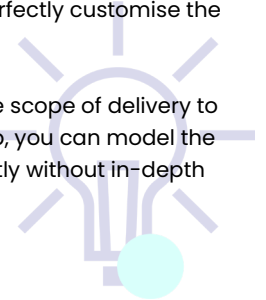 rfectly customise the
e scope of delivery to
o, you can model the
tly without in-depth